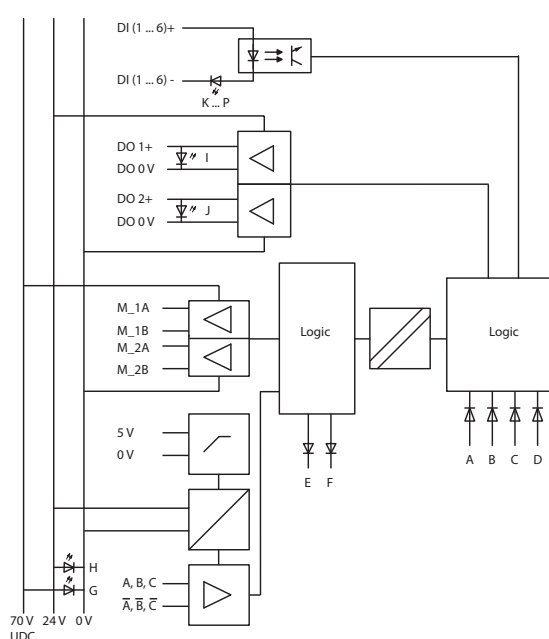 DI (1 ... 6)+
DI (1 ... 6) -
K ... P
DO 1+
I
DO 0 V
DO 2+
J
DO 0 V
M_1A
M_1B
M_2A
M_2B
Logic
Logic
A B C D
5 V
0 V
E F
H
G
A, B, C
A̅, B̅, C̅
70 V 24 V 0 V
UDC